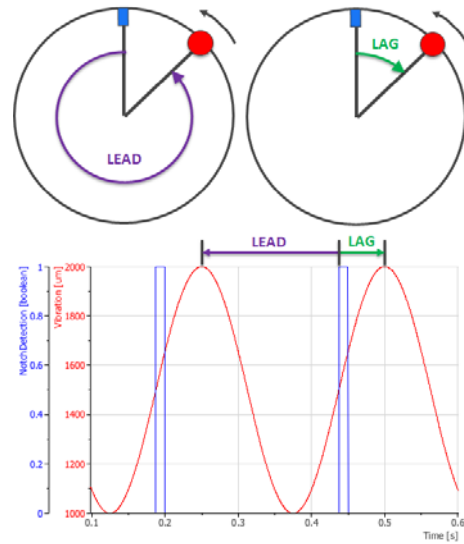 LAG
LEAD
LEAD
LAG
NotchDetection [boolean]
Vibration [um]
1
2000
0.8
1800
0.6
1600
0.4
1400
0.2
1200
0
1000
0.1
0.2
0.3
0.4
0.5
0.6
Time [s]